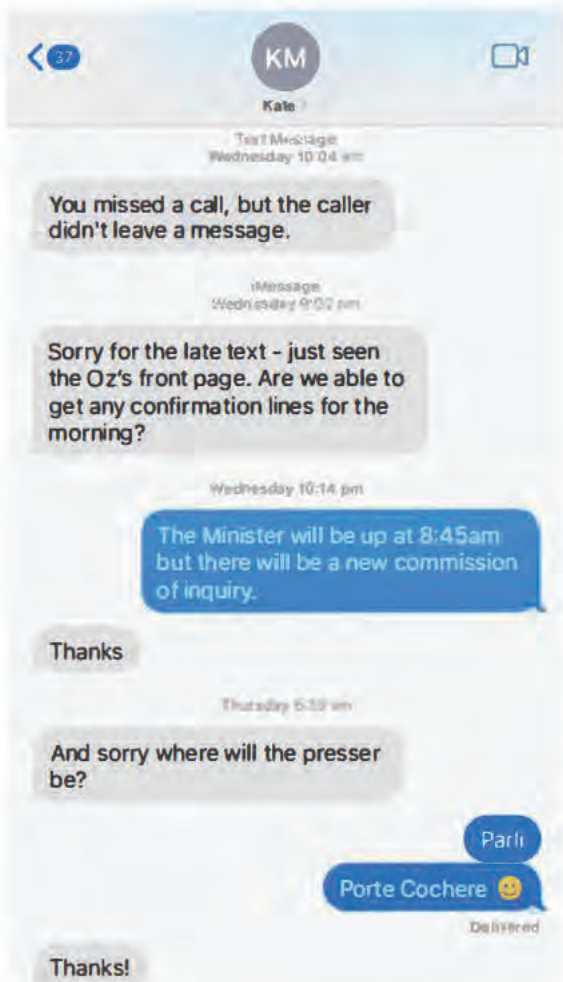 37
KM
Kate
Text Message
Wednesday 10:04 am
You missed a call, but the caller
didn't leave a message.
iMessage
Wednesday 9:02 pm
Sorry for the late text - just seen
the Oz's front page. Are we able to
get any confirmation lines for the
morning?
Wednesday 10:14 pm
The Minister will be up at 8:45am
but there will be a new commission
of inquiry.
Thanks
Thursday am
And sorry where will the presser
be?
Parli
Porte Cochere 🙂
Delivered
Thanks!